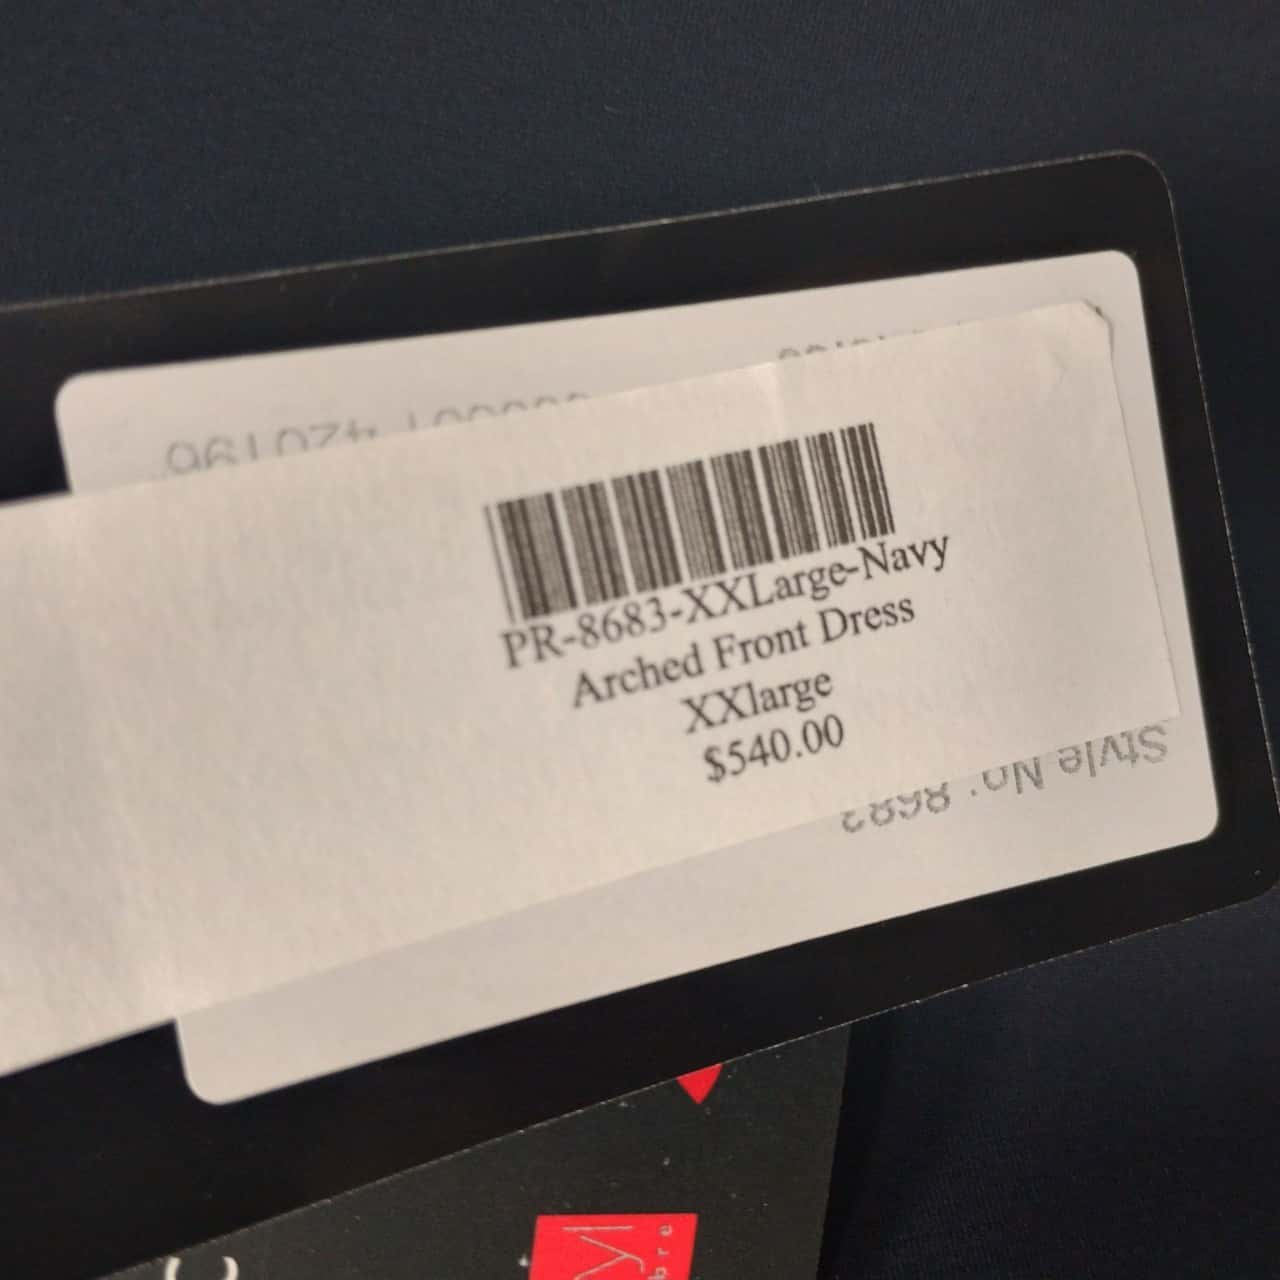 PR-8683-XXLarge-Navy
Arched Front Dress
XXlarge
$540.00
Style No: 8683